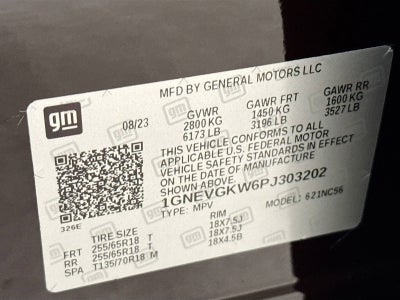 gm
MFD BY GENERAL MOTORS LLC
08/23
GVWR GAWR FRT GAWR RR
2800 KG 1450 KG 1600 KG
6173 LB 3196 LB 3527 LB
THIS VEHICLE CONFORMS TO ALL
APPLICABLE U.S. FEDERAL MOTOR
VEHICLE SAFETY STANDARDS IN EFFECT
ON THE DATE OF MANUFACTURE
SHOWN ABOVE.
1GNEVGKW6PJ303202
TYPE: MPV MODEL: 621NC56
326E
TIRE SIZE RIM
FRT 255/65R18 T 18X7.5J
RR 255/65R18 T 18X7.5J
SPA T135/70R18 M 18X4.5B